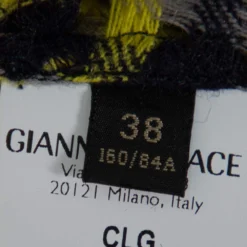 38
160/84A
GIANN ACE
Via
20121 Milano, Italy
CLG